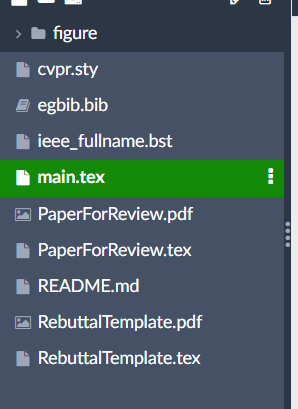 figure
cvpr.sty
egbib.bib
ieee_fullname.bst
main.tex
PaperForReview.pdf
PaperForReview.tex
README.md
RebuttalTemplate.pdf
RebuttalTemplate.tex